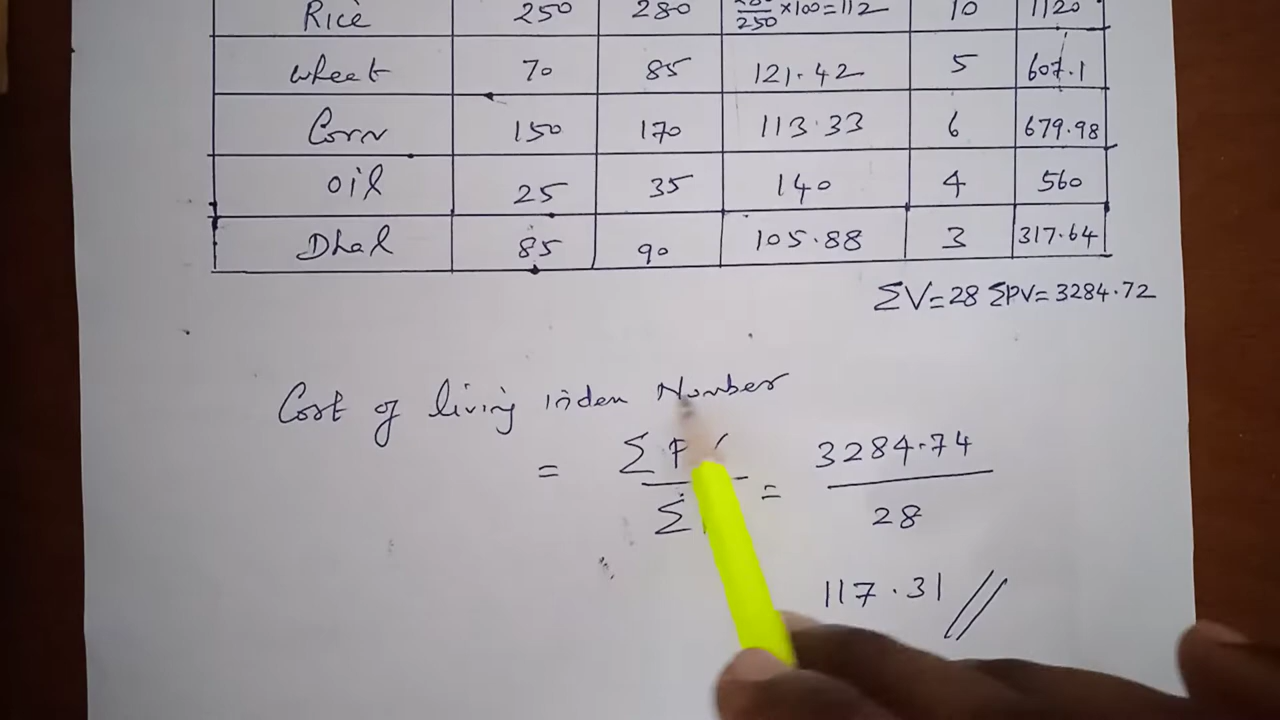 Rice 250 280 250 ×100=112 10 1120
Wheat 70 85 121.42 5 607.1
Corn 150 170 113.33 6 679.98
Oil 25 35 140 4 560
Dhal 85 90 105.88 3 317.64
ΣV=28 ΣPV=3284.72
Cost of living inden Number
= Σ P = 3284.74
Σ 28
117.31 //